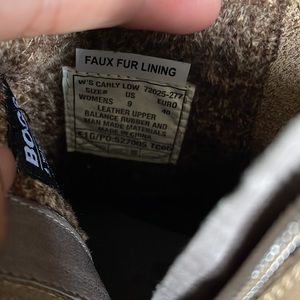 FAUX FUR LINING
W'S CARLY LOW 72025-277
SIZE# US EURO
WOMENS 9 40
LEATHER UPPER
BALANCE RUBBER AND
MAN MADE MATERIALS
MADE IN CHINA
BOGS